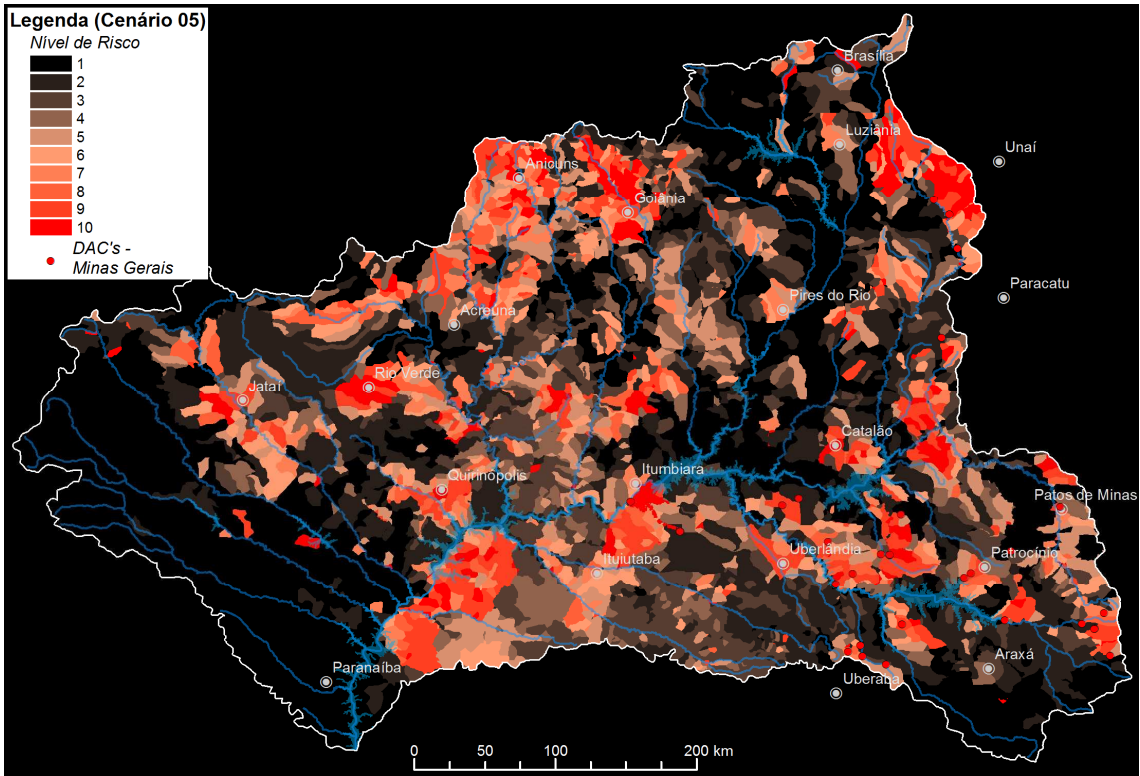 Legenda (Cenário 05)
Nível de Risco
1
2
3
4
5
6
7
8
9
10
DAC's -
Minas Gerais
Brasília
Luziânia
Unaí
Anicuns
Goiânia
Paracatu
Pires do Rio
Acreúna
Rio Verde
Jataí
Catalão
Itumbiara
Quirinópolis
Patos de Minas
Uberlândia
Patrocínio
Ituiutaba
Araxá
Paranaíba
Uberaba
0 50 100 200 km